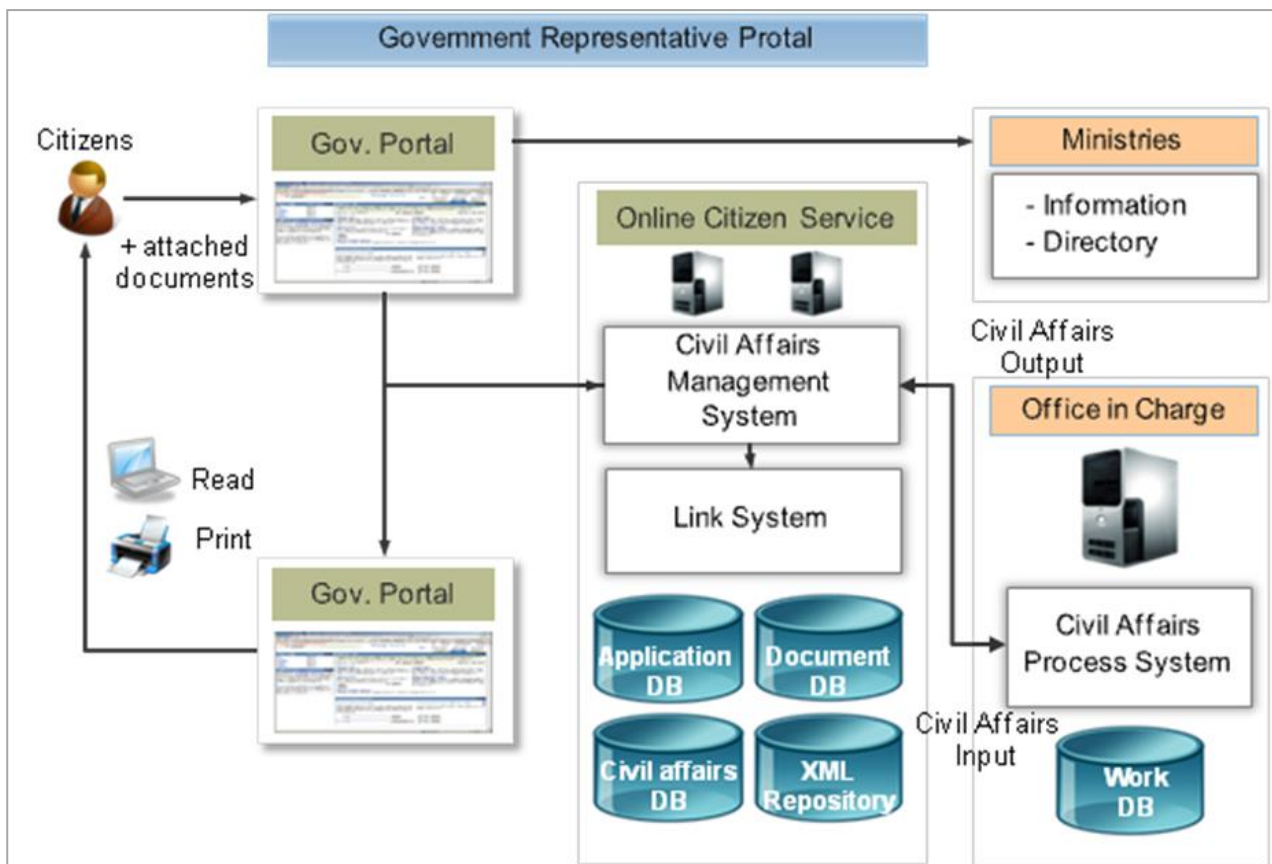 Government Representative Protal
Citizens
+ attached
documents
Gov. Portal
Read
Print
Gov. Portal
Online Citizen Service
Civil Affairs
Management
System
Link System
Application
DB
Document
DB
Civil affairs
DB
XML
Repository
Ministries
- Information
- Directory
Civil Affairs
Output
Office in Charge
Civil Affairs
Process System
Civil Affairs
Input
Work
DB